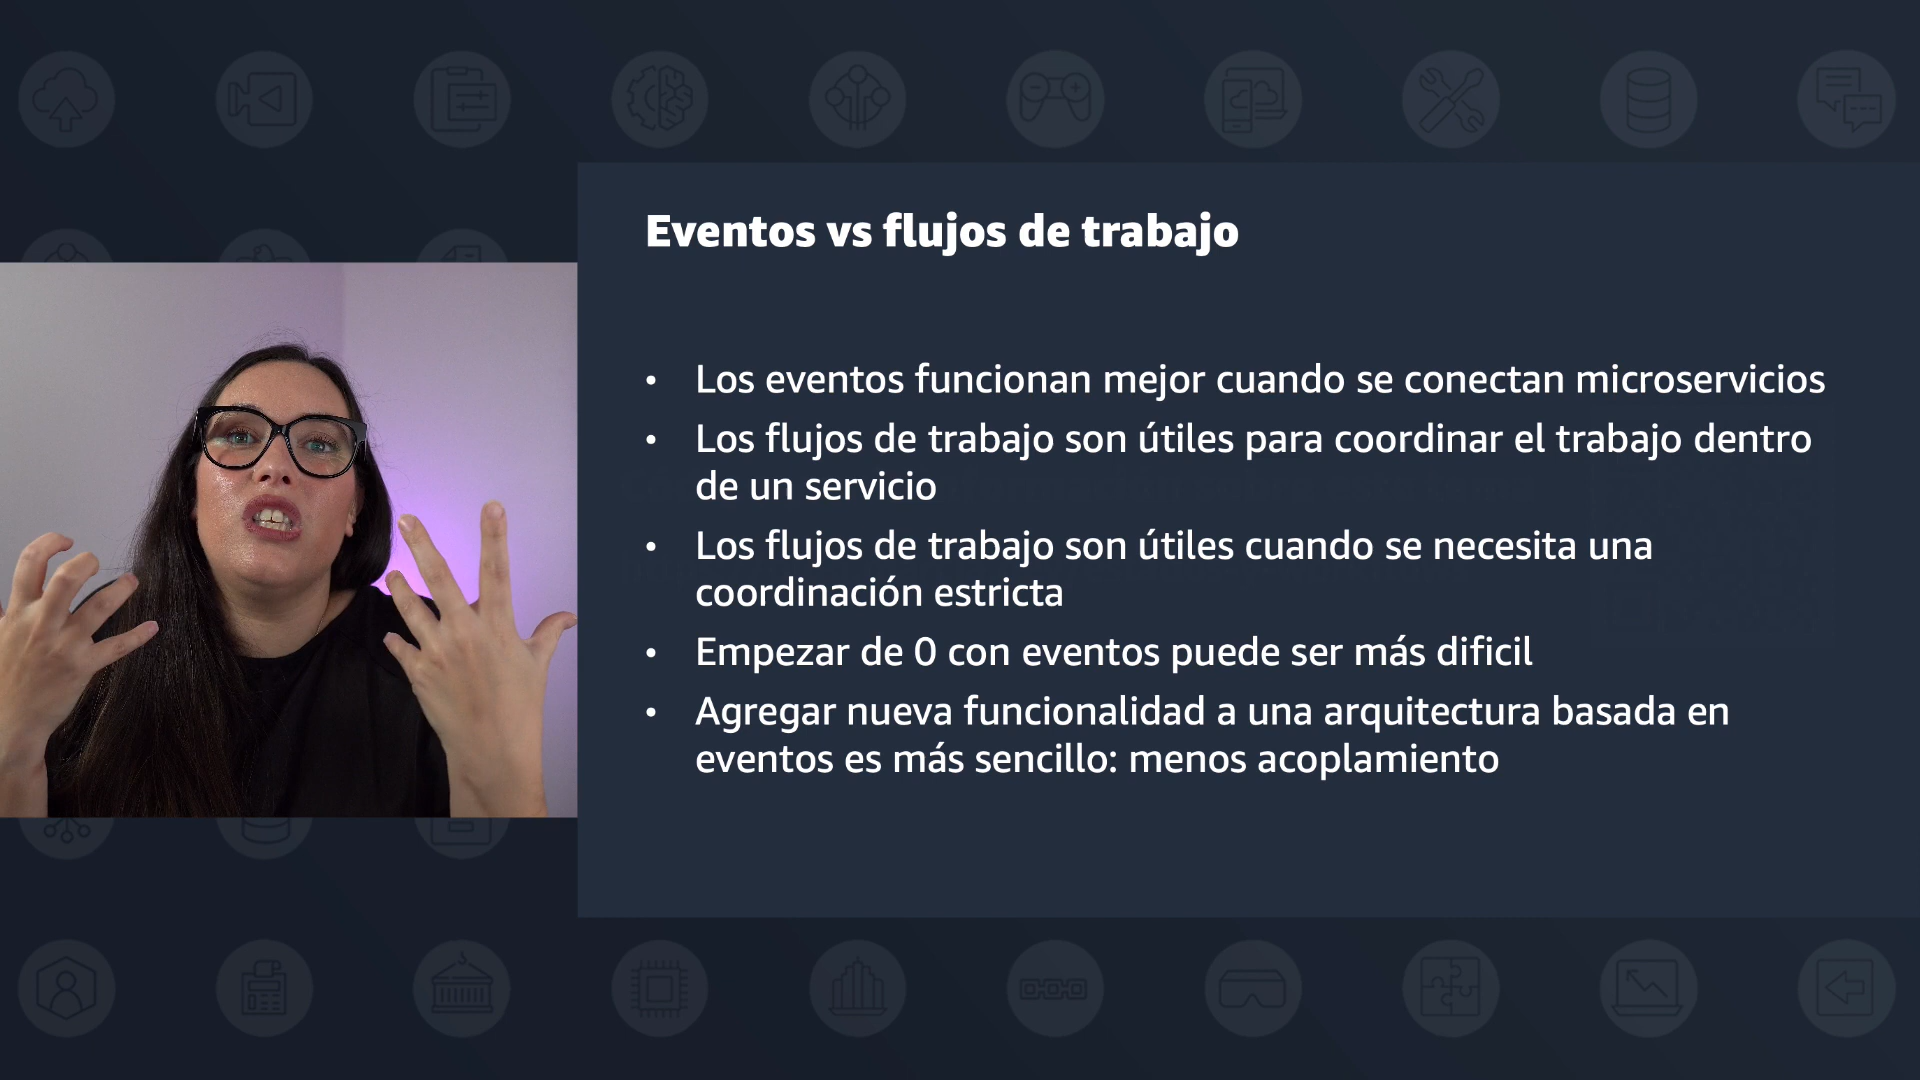 Eventos vs flujos de trabajo
• Los eventos funcionan mejor cuando se conectan microservicios
• Los flujos de trabajo son útiles para coordinar el trabajo dentro
de un servicio
• Los flujos de trabajo son útiles cuando se necesita una
coordinación estricta
• Empezar de 0 con eventos puede ser más dificil
• Agregar nueva funcionalidad a una arquitectura basada en
eventos es más sencillo: menos acoplamiento